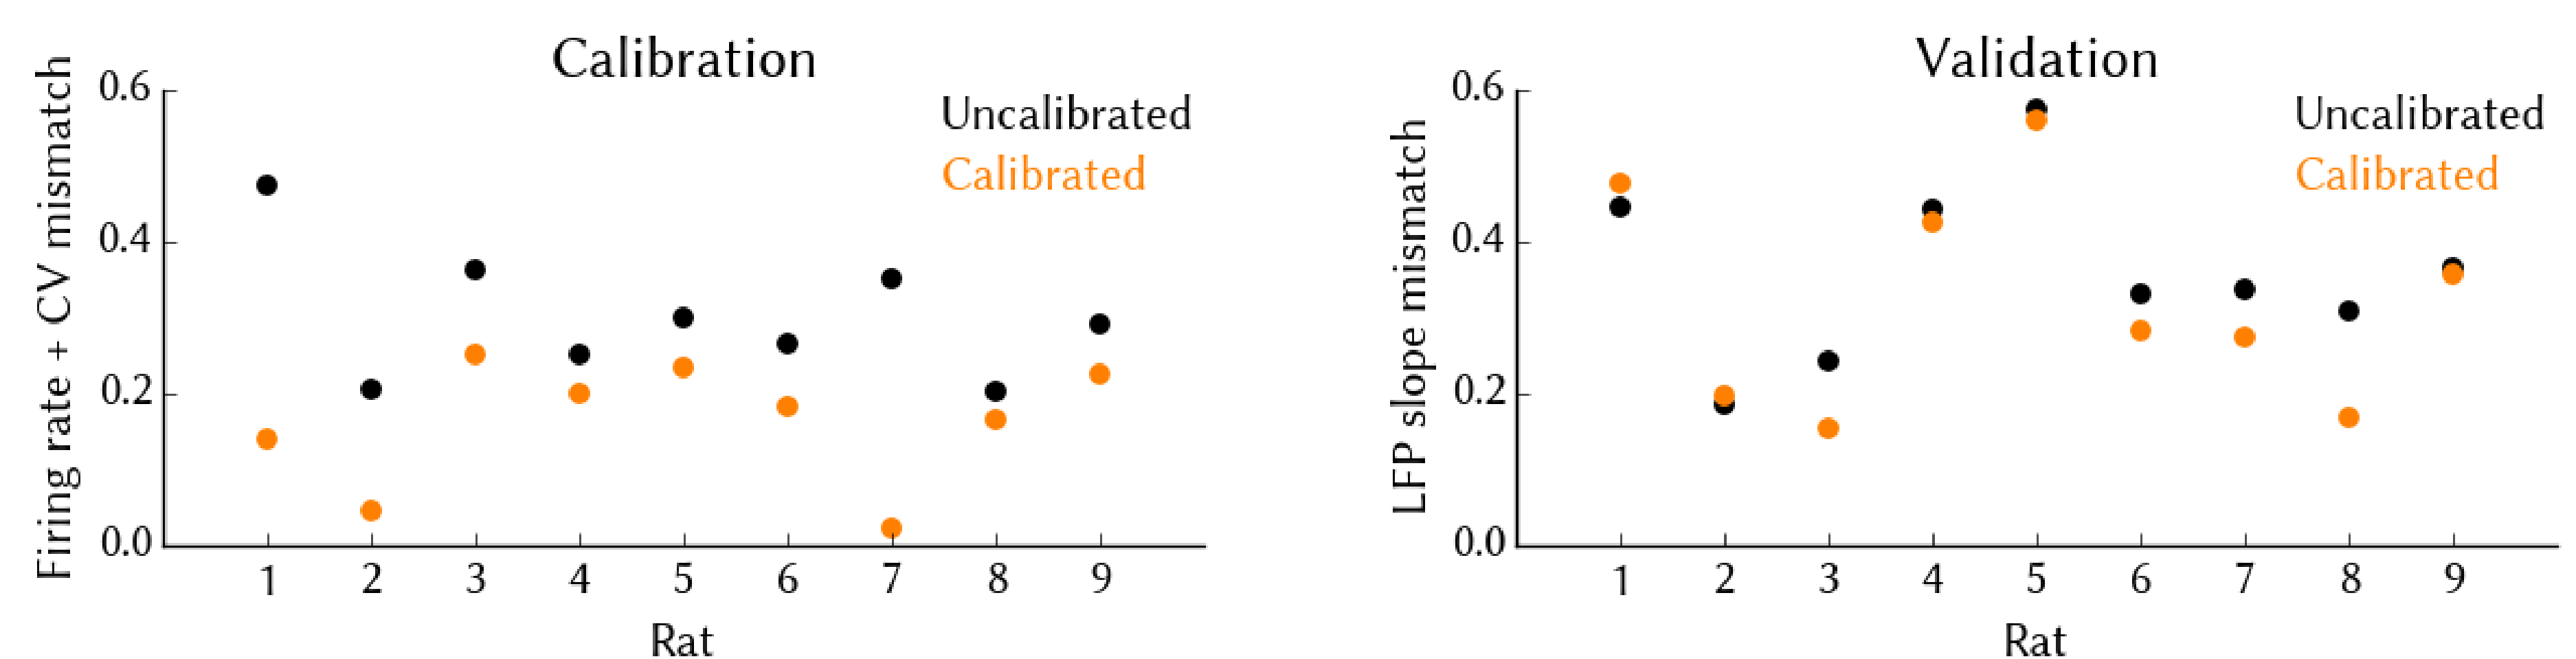 Calibration
Firing rate + CV mismatch
0.6
0.4
0.2
0.0
Uncalibrated
Calibrated
1 2 3 4 5 6 7 8 9
Rat
Validation
LFP slope mismatch
0.6
0.4
0.2
0.0
Uncalibrated
Calibrated
1 2 3 4 5 6 7 8 9
Rat